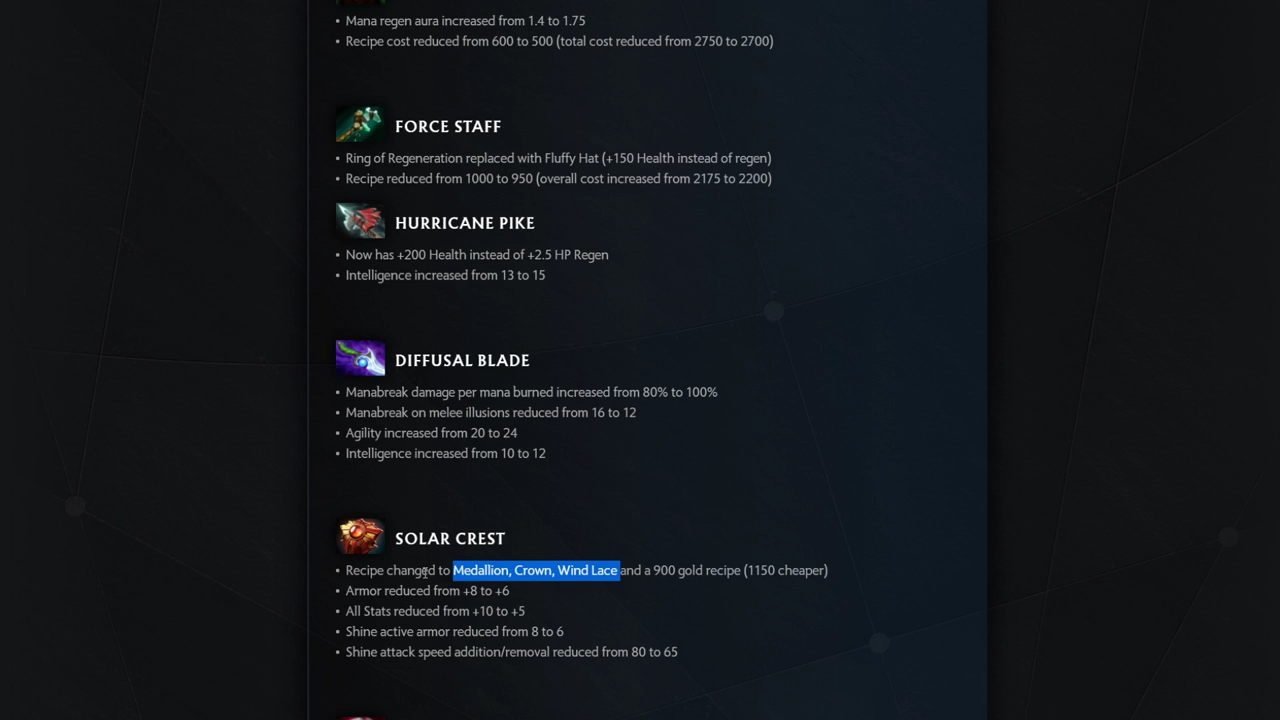 • Mana regen aura increased from 1.4 to 1.75
• Recipe cost reduced from 600 to 500 (total cost reduced from 2750 to 2700)
FORCE STAFF
• Ring of Regeneration replaced with Fluffy Hat (+150 Health instead of regen)
• Recipe reduced from 1000 to 950 (overall cost increased from 2175 to 2200)
HURRICANE PIKE
• Now has +200 Health instead of +2.5 HP Regen
• Intelligence increased from 13 to 15
DIFFUSAL BLADE
• Manabreak damage per mana burned increased from 80% to 100%
• Manabreak on melee illusions reduced from 16 to 12
• Agility increased from 20 to 24
• Intelligence increased from 10 to 12
SOLAR CREST
• Recipe changed to Medallion, Crown, Wind Lace and a 900 gold recipe (1150 cheaper)
• Armor reduced from +8 to +6
• All Stats reduced from +10 to +5
• Shine active armor reduced from 8 to 6
• Shine attack speed addition/removal reduced from 80 to 65